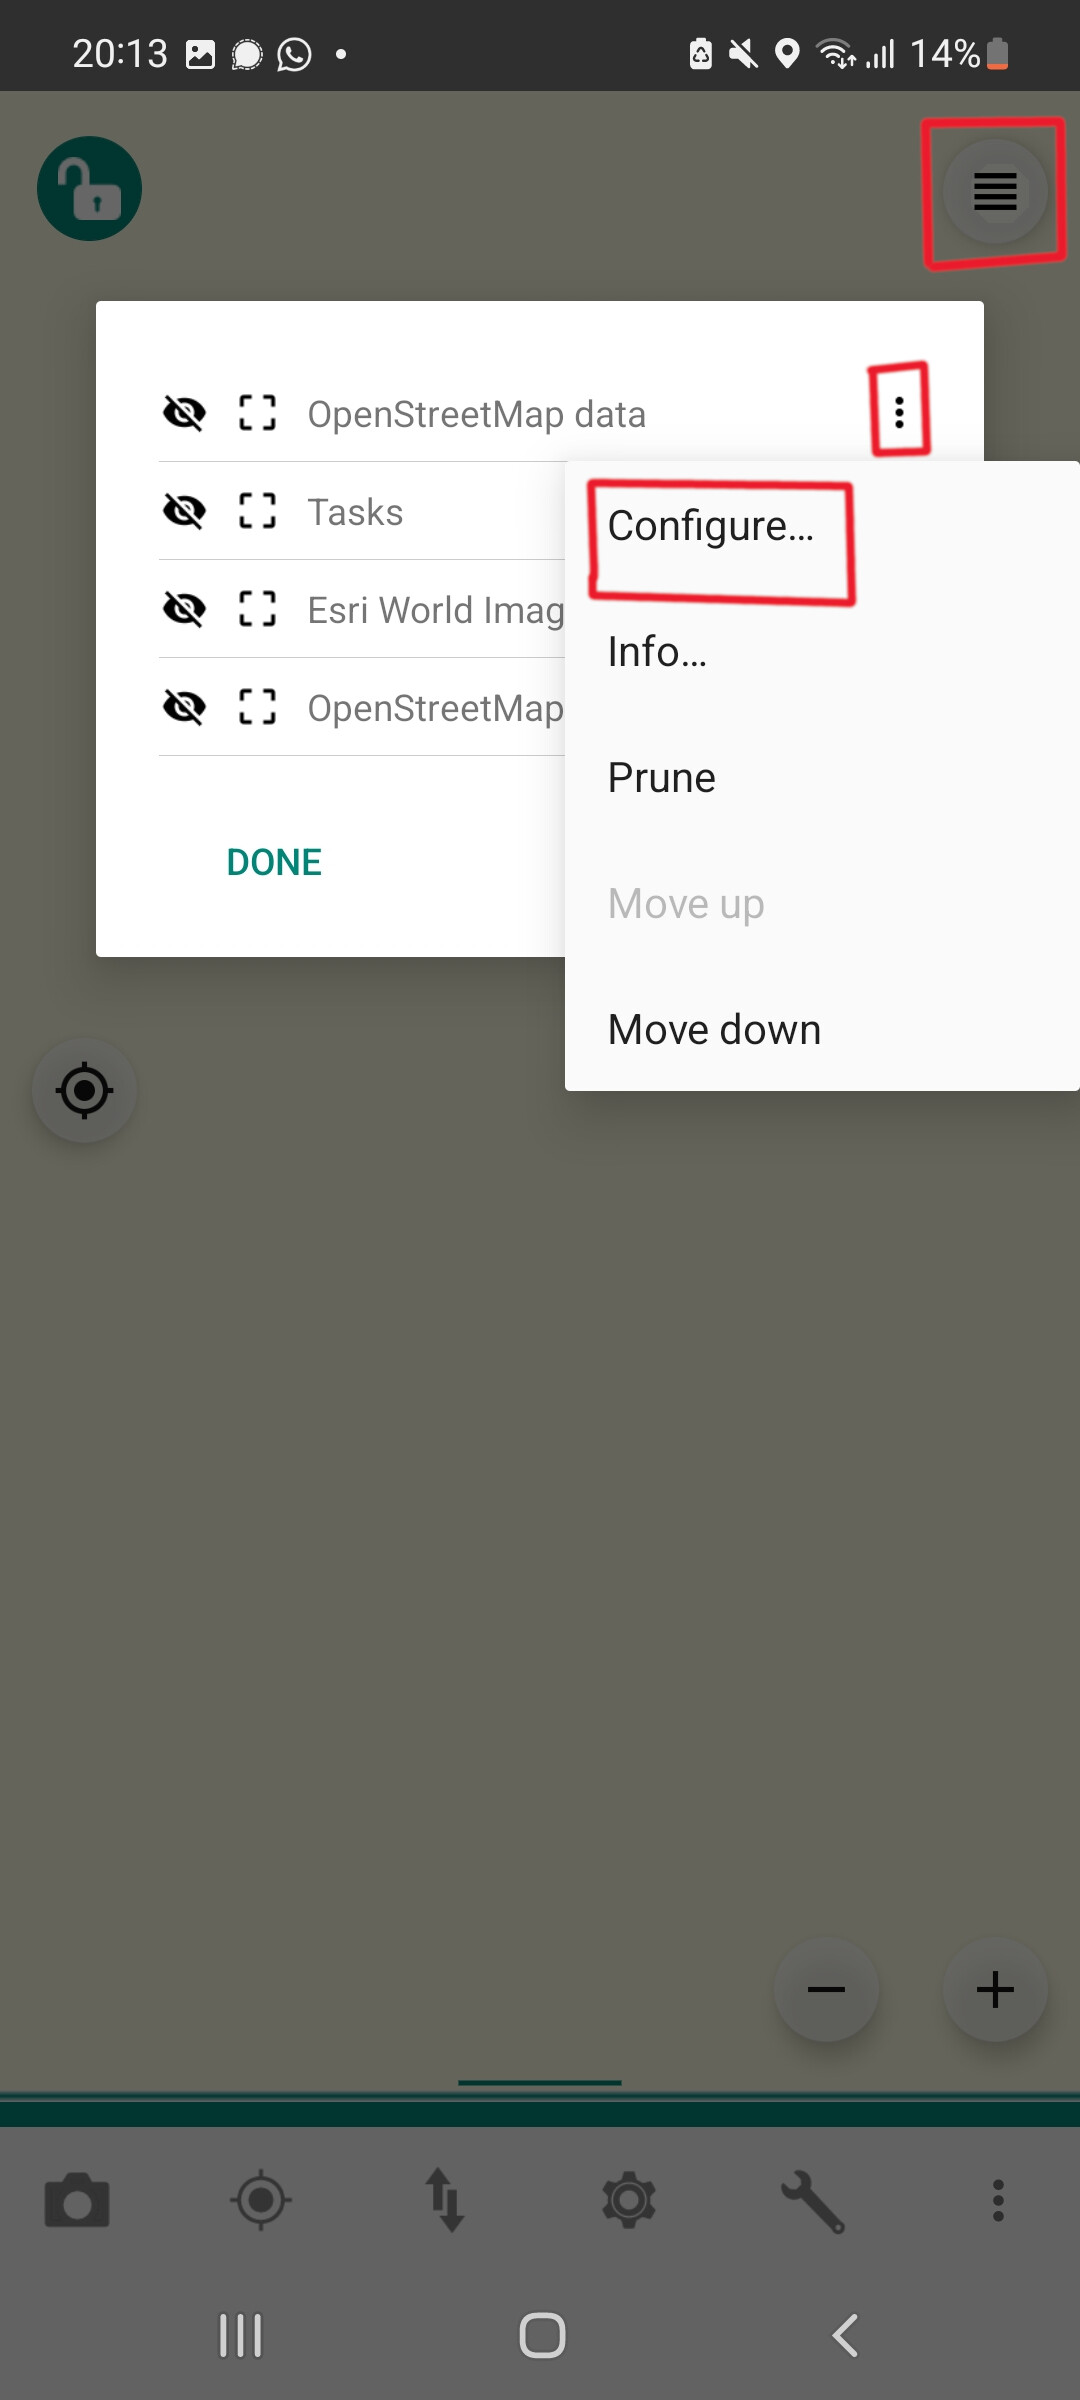 20:13
14%
OpenStreetMap data
Tasks
Configure...
Esri World Imag
Info...
OpenStreetMap
Prune
DONE
Move up
Move down